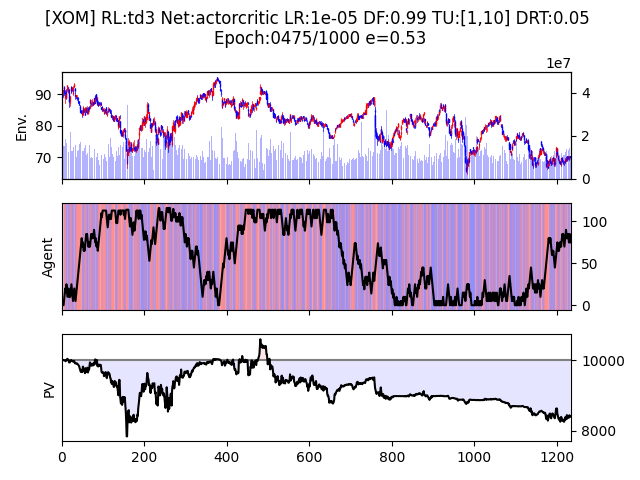 [XOM] RL:td3 Net:actorcritic LR:1e-05 DF:0.99 TU:[1,10] DRT:0.05
Epoch:0475/1000 e=0.53
1e7
Env.
90
80
70
4
2
0
Agent
100
50
0
PV
10000
8000
0 200 400 600 800 1000 1200